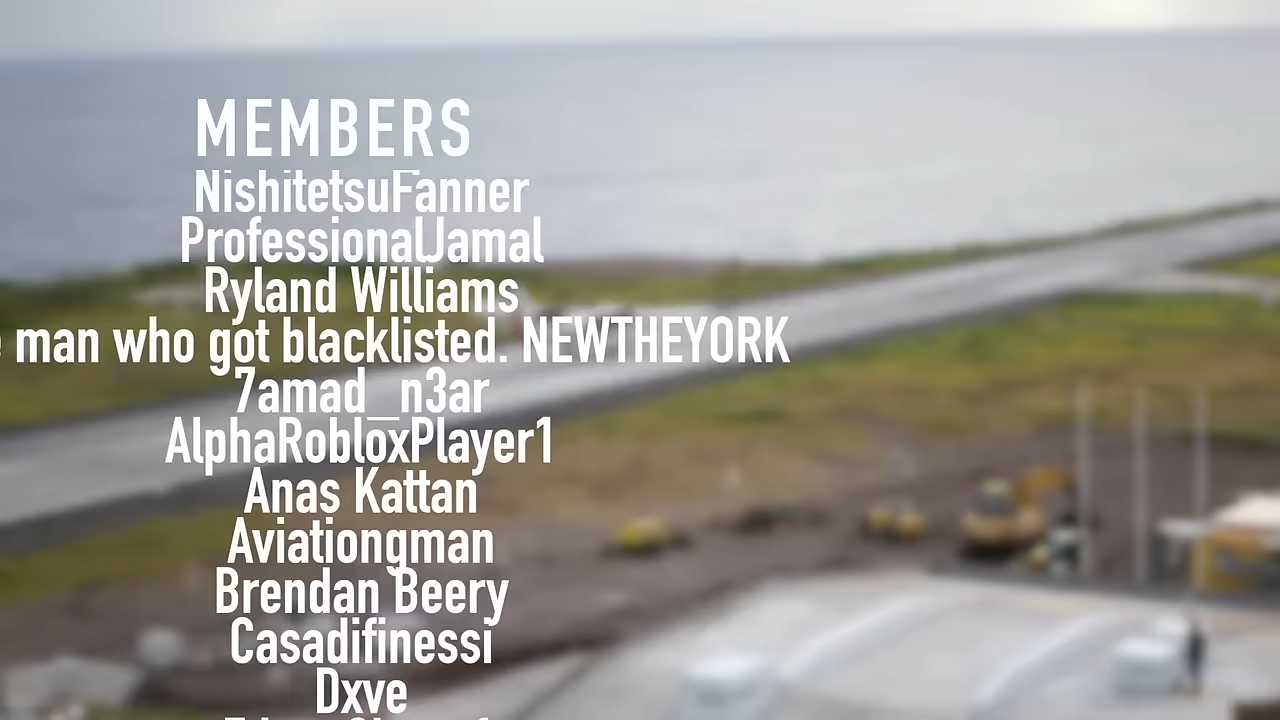 MEMBERS
NishitetsuFanner
ProfessionalJamal
Ryland Williams
man who got blacklisted. NEWTHEYORK
7amad_n3ar
AlphaRobloxPlayer1
Anas Kattan
Aviationgman
Brendan Beery
Casadifinessi
Dxve